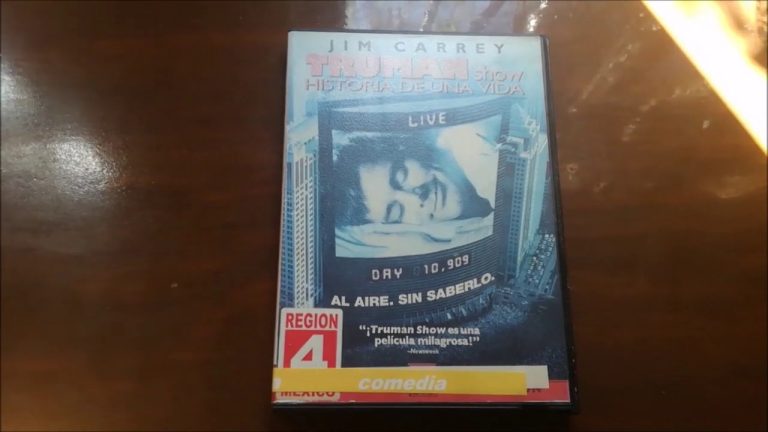 JIM CARREY
TRUMAN show
HISTORIA DE UNA VIDA
LIVE
DAY 10,909
AL AIRE. SIN SABERLO.
"¡Truman Show es una
película milagrosa!"
–Newsweek
REGION
4
comedia
MEXICO